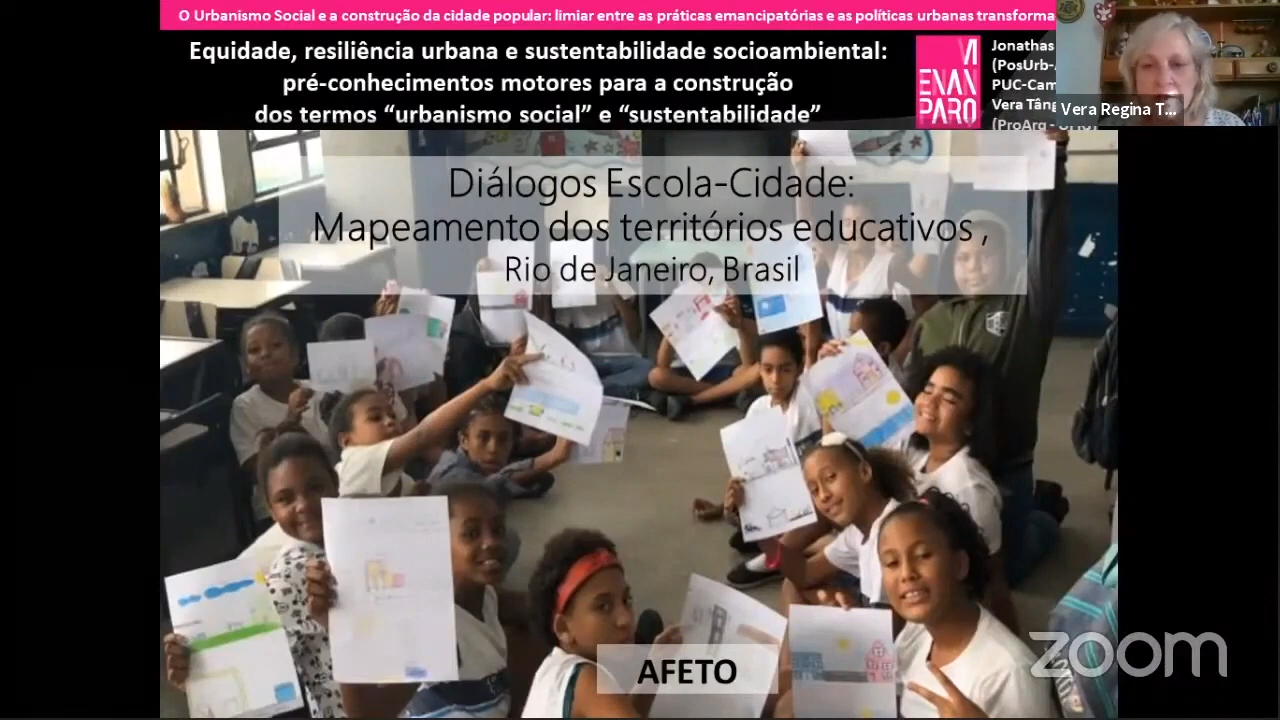 O Urbanismo Social e a construção da cidade popular: limiar entre as práticas emancipatórias e as políticas urbanas transforma
Equidade, resiliência urbana e sustentabilidade socioambiental:
pré-conhecimentos motores para a construção
dos termos “urbanismo social” e “sustentabilidade”
VI
ENAN
PARQ
Jonathas
(PosUrb-
PUC-Cam
Vera Tâng
(ProArq -
Vera Regina T...
Diálogos Escola-Cidade:
Mapeamento dos territórios educativos ,
Rio de Janeiro, Brasil
AFETO
zoom